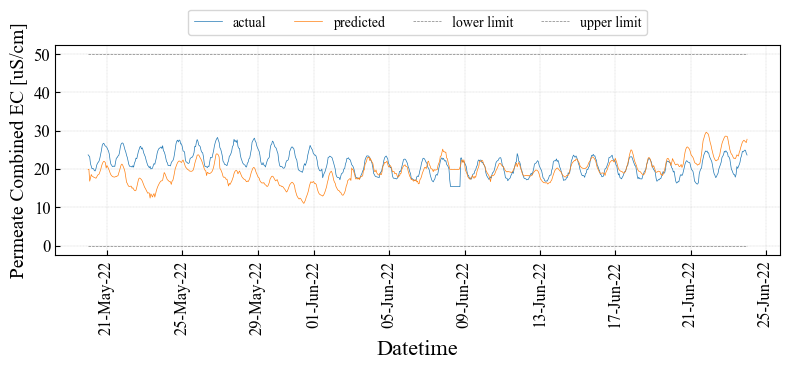 actual predicted lower limit upper limit
Permeate Combined EC [uS/cm]
50
40
30
20
10
0
21-May-22 25-May-22 29-May-22 01-Jun-22 05-Jun-22 09-Jun-22 13-Jun-22 17-Jun-22 21-Jun-22 25-Jun-22
Datetime